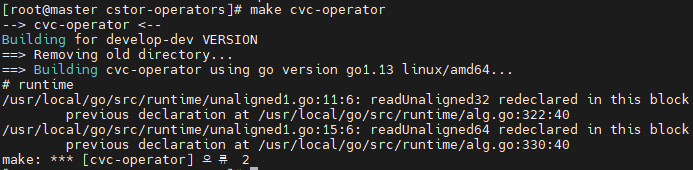 [root@master cstor-operators]# make cvc-operator
--> cvc-operator <--
Building for develop-dev VERSION
==> Removing old directory...
==> Building cvc-operator using go version go1.13 linux/amd64...
# runtime
/usr/local/go/src/runtime/unaligned1.go:11:6: readUnaligned32 redeclared in this block
previous declaration at /usr/local/go/src/runtime/alg.go:322:40
/usr/local/go/src/runtime/unaligned1.go:15:6: readUnaligned64 redeclared in this block
previous declaration at /usr/local/go/src/runtime/alg.go:330:40
make: *** [cvc-operator] 오류 2